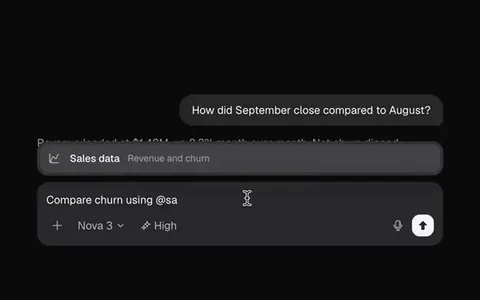 How did September close compared to August?
Sales data Revenue and churn
Compare churn using @sa
Nova 3 High